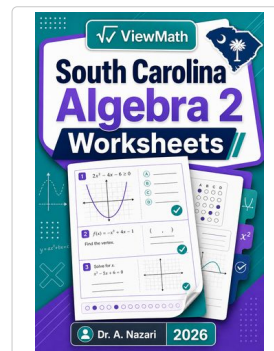 ViewMath
South Carolina
Algebra 2
Worksheets
1 2x² − 4x − 6 ≥ 0
A
B
C
D
2 f(x) = −x² + 4x − 1
Find the vertex.
( , )
3 Solve for x
x² − 5x + 6 = 0
x²
Dr. A. Nazari 2026